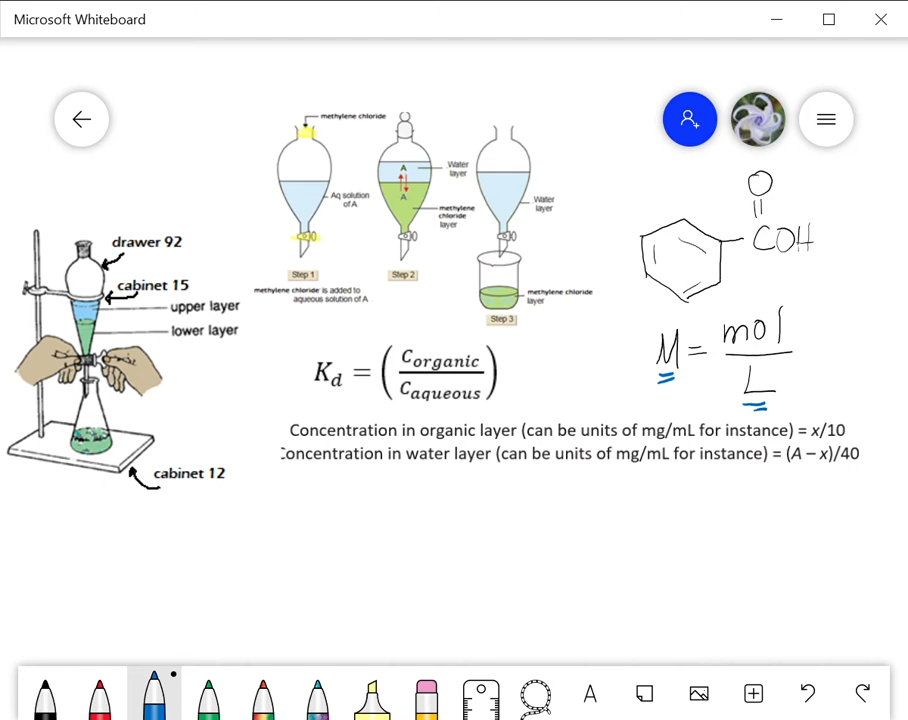 Microsoft Whiteboard
methylene chloride
A
Water
layer
Aq solution
of A
A
methylene
chloride
layer
Water
layer
Step 1
Step 2
methylene chloride is added to
aqueous solution of A
methylene chloride
layer
Step 3
drawer 92
cabinet 15
upper layer
lower layer
cabinet 12
O
COH
M = mol
L
K_d = (C_organic / C_aqueous)
Concentration in organic layer (can be units of mg/mL for instance) = x/10
Concentration in water layer (can be units of mg/mL for instance) = (A – x)/40
A